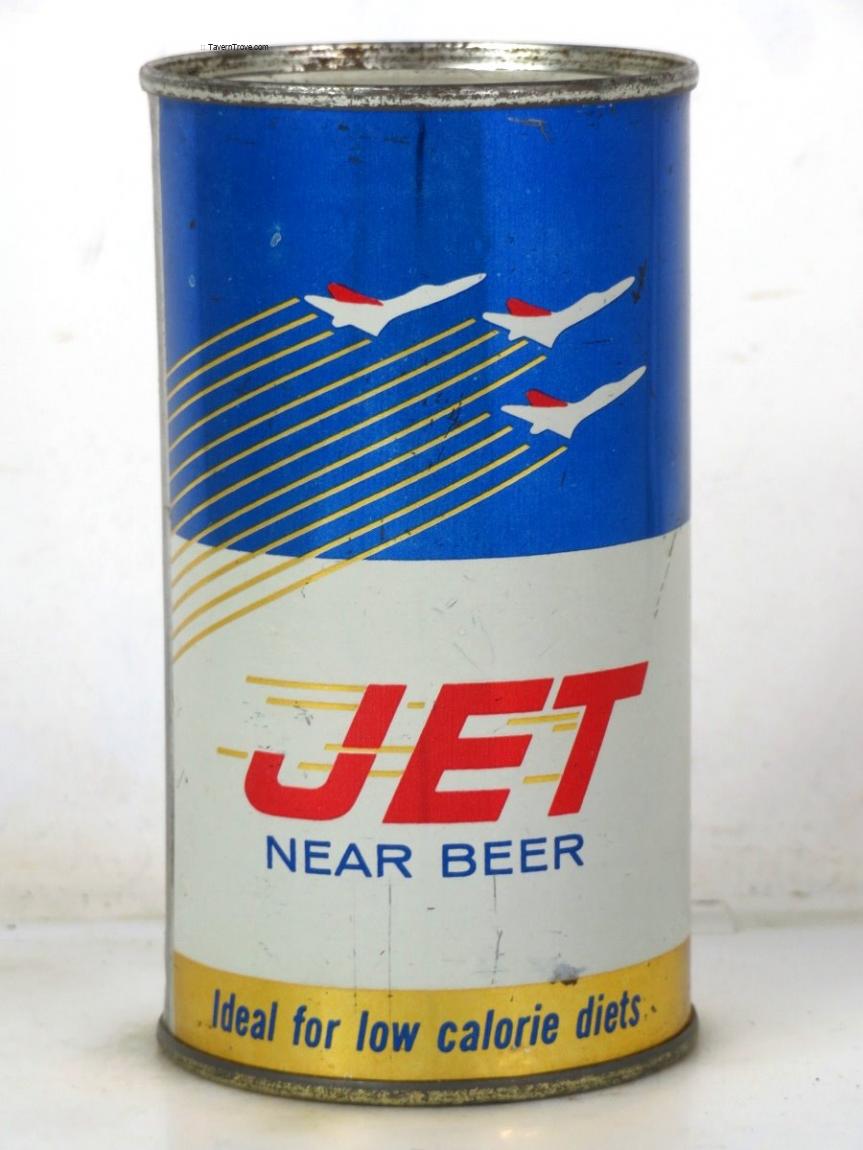 TavernTrove.com
JET
NEAR BEER
Ideal for low calorie diets